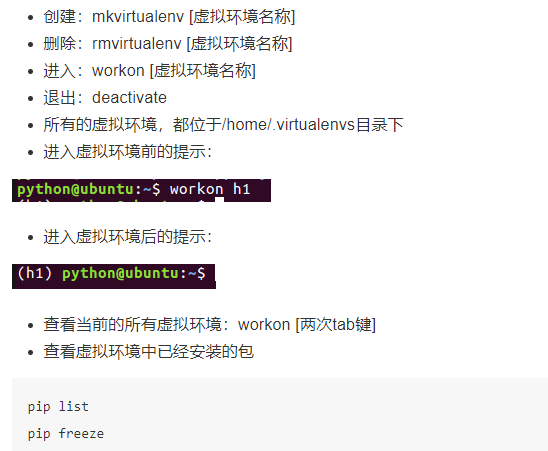 创建：mkvirtualenv [虚拟环境名称]
删除：rmvirtualenv [虚拟环境名称]
进入：workon [虚拟环境名称]
退出：deactivate
所有的虚拟环境，都位于/home/.virtualenvs目录下
进入虚拟环境前的提示：
python@ubuntu:~$ workon h1
进入虚拟环境后的提示：
(h1) python@ubuntu:~$
查看当前的所有虚拟环境：workon [两次tab键]
查看虚拟环境中已经安装的包
pip list
pip freeze